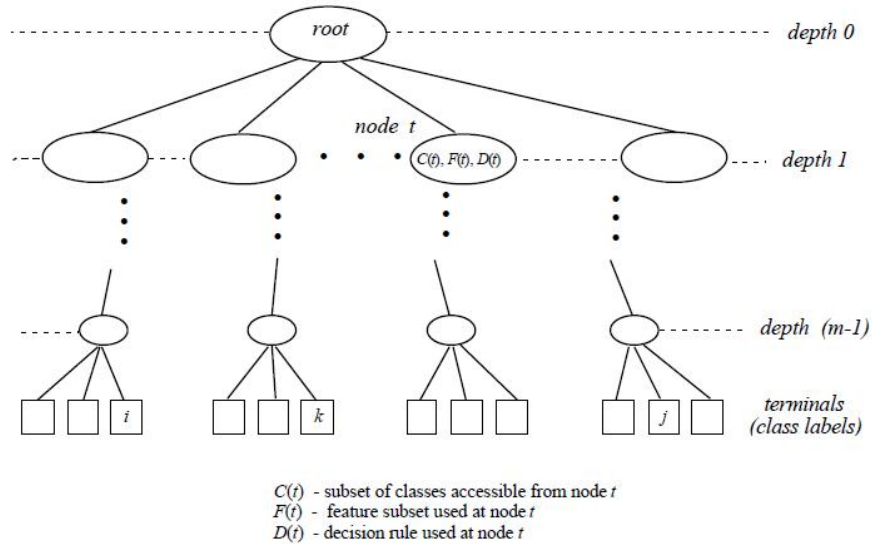 root
depth 0
node t
C(t), F(t), D(t)
depth 1
depth (m-1)
i
k
j
terminals
(class labels)
C(t) - subset of classes accessible from node t
F(t) - feature subset used at node t
D(t) - decision rule used at node t